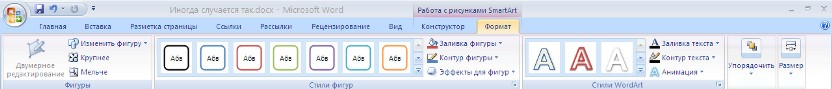 Иногда случается так.docx - Microsoft Word Работа с рисунками SmartArt
Главная Вставка Разметка страницы Ссылки Рассылки Рецензирование Вид Конструктор Формат
Двумерное редактирование
Изменить фигуру
Крупнее
Мельче
Фигуры
Абв Абв Абв Абв Абв Абв Абв
Заливка фигуры
Контур фигуры
Эффекты для фигур
Стили фигур
A A A
Заливка текста
Контур текста
Анимация
Стили WordArt
Упорядочить
Размер